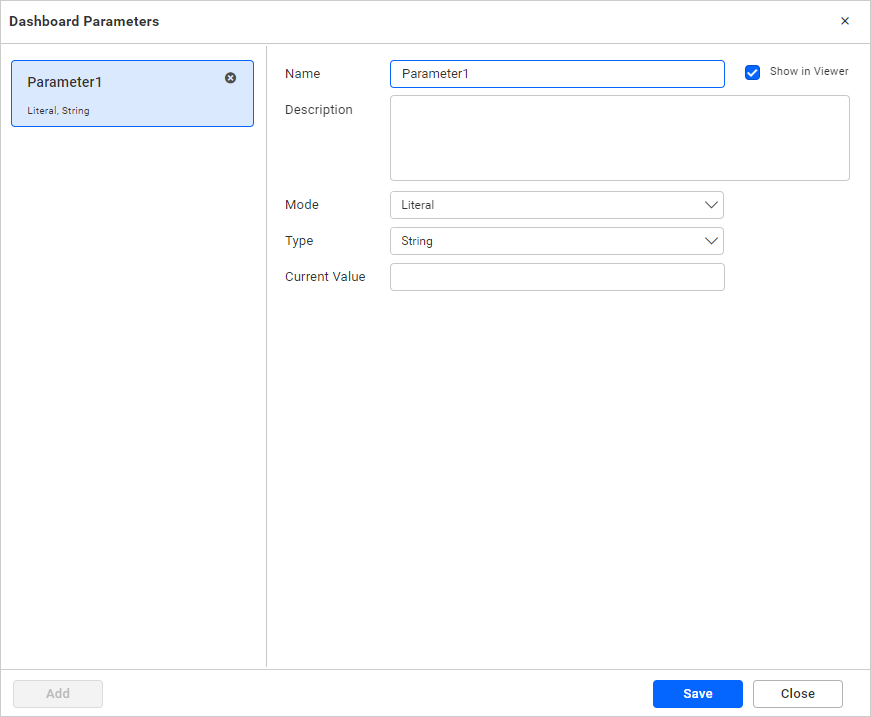 Dashboard Parameters
Parameter1
Literal, String
Name
Parameter1
Show in Viewer
Description
Mode
Literal
Type
String
Current Value
Add
Save
Close